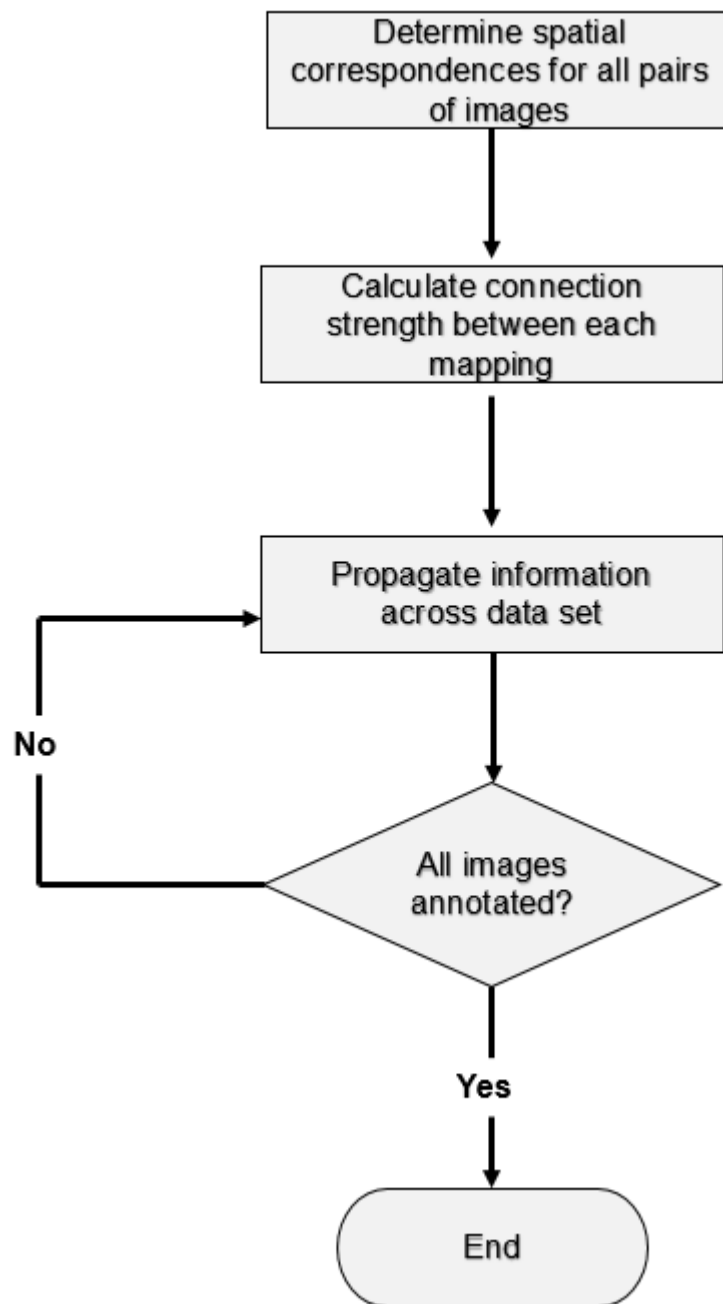 Determine spatial
correspondences for all pairs
of images
Calculate connection
strength between each
mapping
Propagate information
across data set
No
All images
annotated?
Yes
End